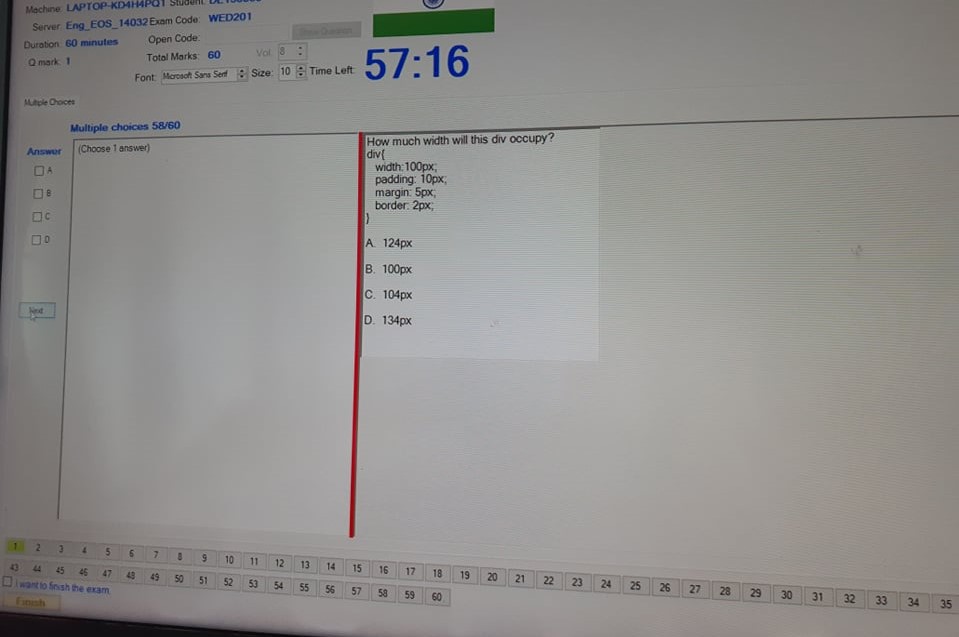 Machine: LAPTOP-KD4H4PQ1 Student:
Server: Eng_EOS_14032 Exam Code: WED201
Duration: 60 minutes Open Code:
Show Question
Q mark: 1 Total Marks: 60 Vol: 8
Font: Microsoft Sans Serif Size: 10 Time Left: 57:16
Multiple Choices
Multiple choices 58/60
Answer
(Choose 1 answer)
A
B
C
D
Next
How much width will this div occupy?
div{
width:100px;
padding: 10px;
margin: 5px;
border: 2px;
}
A. 124px
B. 100px
C. 104px
D. 134px
1 2 3 4 5 6 7 8 9 10 11 12 13 14 15 16 17 18 19 20 21 22 23 24 25 26 27 28 29 30 31 32 33 34 35
43 44 45 46 47 48 49 50 51 52 53 54 55 56 57 58 59 60
I want to finish the exam.
Finish